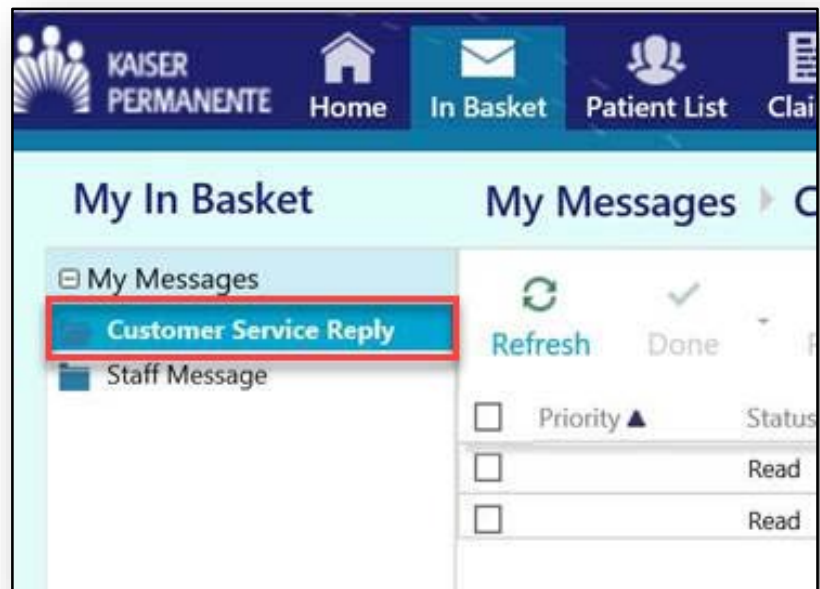 KAISER
PERMANENTE
Home
In Basket
Patient List
My In Basket
My Messages
My Messages
Customer Service Reply
Staff Message
Refresh
Done
Priority
Status
Read
Read